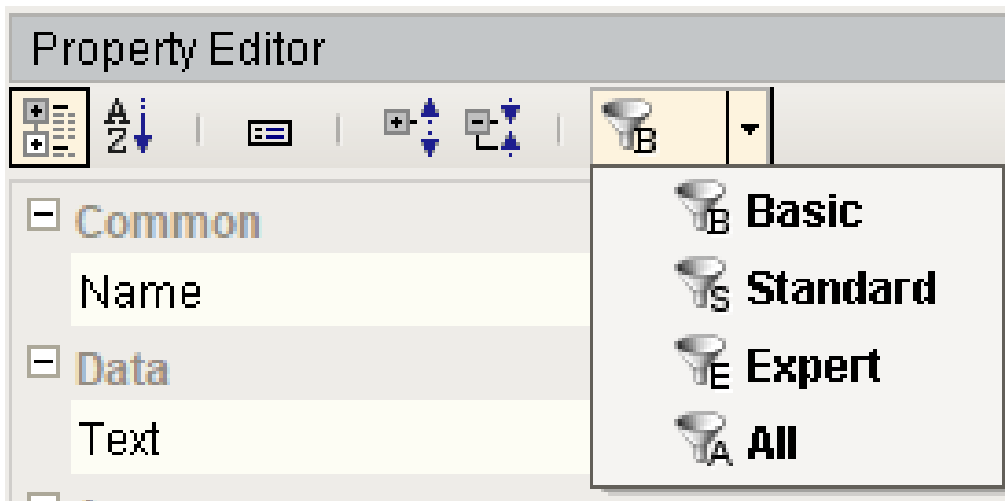 Property Editor
A
Z
B
Common
B Basic
Name
S Standard
Data
E Expert
Text
A All